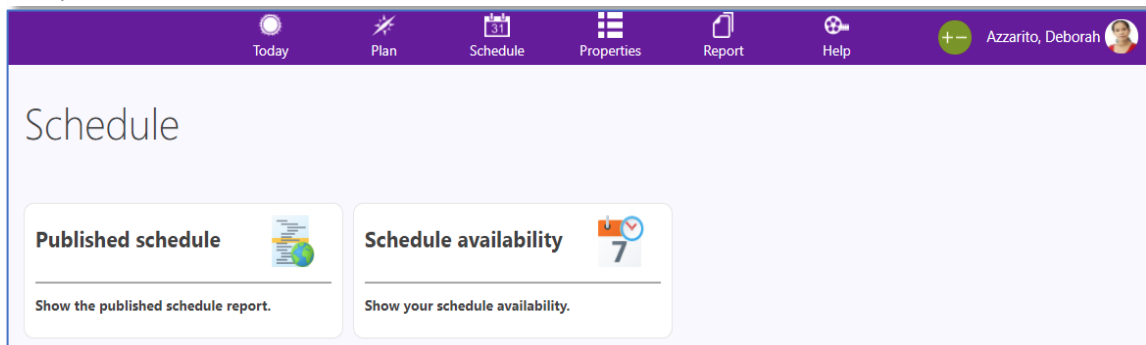 31
Today Plan Schedule Properties Report Help +− Azzarito, Deborah
Schedule
Published schedule
Show the published schedule report.
Schedule availability
7
Show your schedule availability.